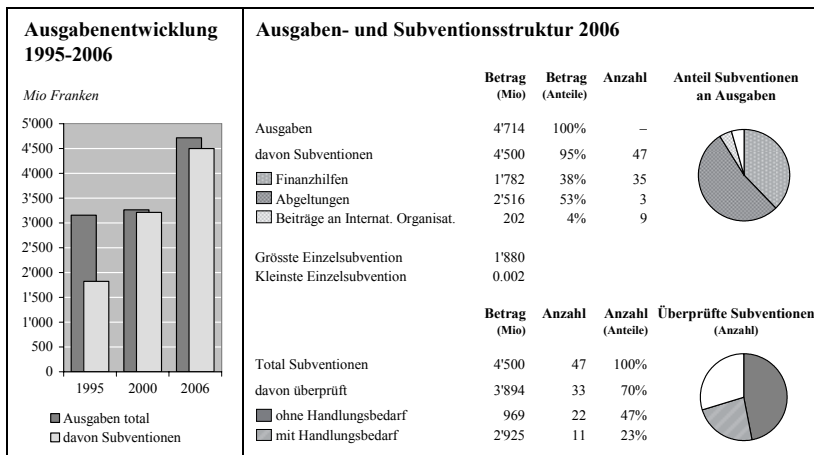 Ausgabenentwicklung
1995-2006
Mio Franken
5'000
4'500
4'000
3'500
3'000
2'500
2'000
1'500
1'000
500
0
1995 2000 2006
Ausgaben total
davon Subventionen
Ausgaben- und Subventionsstruktur 2006
Betrag Betrag Anzahl Anteil Subventionen
(Mio) (Anteile) an Ausgaben
Ausgaben 4'714 100% –
davon Subventionen 4'500 95% 47
Finanzhilfen 1'782 38% 35
Abgeltungen 2'516 53% 3
Beiträge an Internat. Organisat. 202 4% 9
Grösste Einzelsubvention 1'880
Kleinste Einzelsubvention 0.002
Betrag Anzahl Anzahl Überprüfte Subventionen
(Mio) (Anteile) (Anzahl)
Total Subventionen 4'500 47 100%
davon überprüft 3'894 33 70%
ohne Handlungsbedarf 969 22 47%
mit Handlungsbedarf 2'925 11 23%